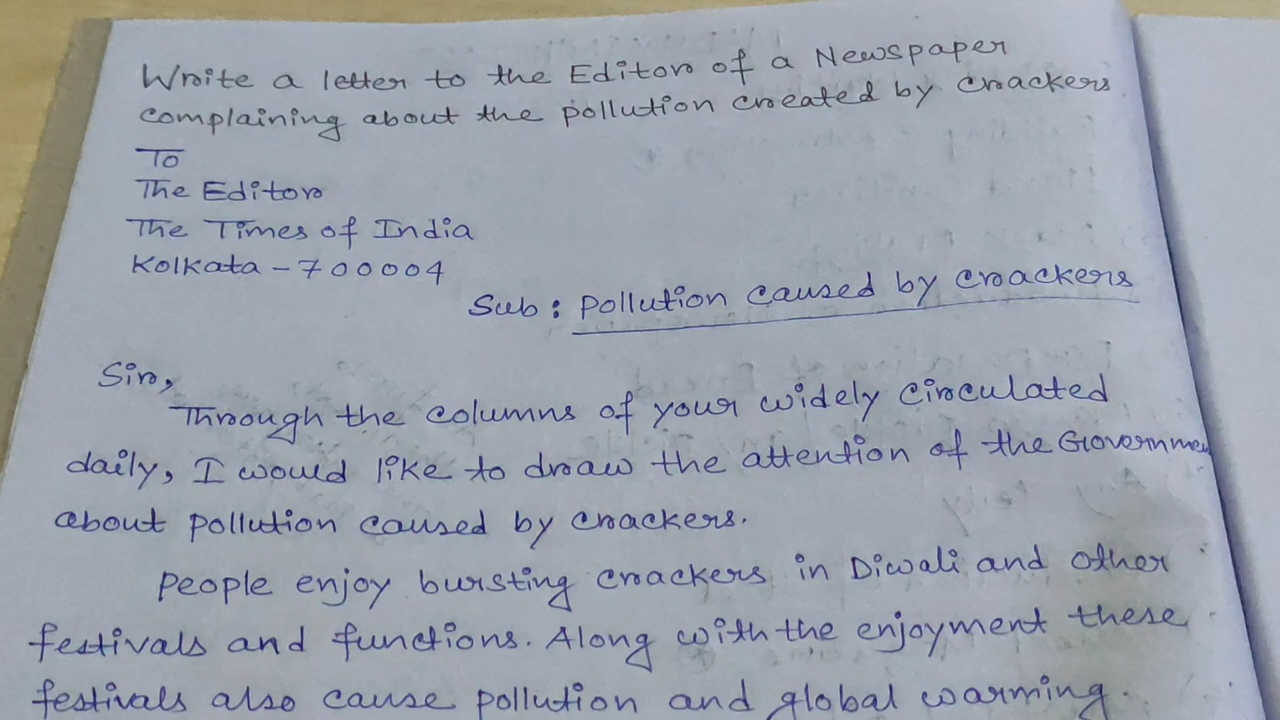 Write a letter to the Editor of a Newspaper
complaining about the pollution created by crackers
To
The Editor
The Times of India
Kolkata - 700004
Sub: Pollution caused by crackers
Sir,
Through the columns of your widely circulated
daily, I would like to draw the attention of the Governme
about pollution caused by crackers.
People enjoy bursting crackers in Diwali and other
festivals and functions. Along with the enjoyment these
festivals also cause pollution and global warming.